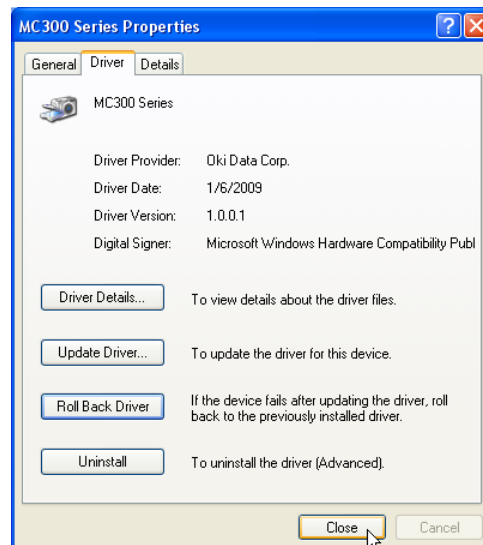 MC300 Series Properties
General Driver Details
MC300 Series
Driver Provider: Oki Data Corp.
Driver Date: 1/6/2009
Driver Version: 1.0.0.1
Digital Signer: Microsoft Windows Hardware Compatibility Publ
Driver Details... To view details about the driver files.
Update Driver... To update the driver for this device.
Roll Back Driver If the device fails after updating the driver, roll
back to the previously installed driver.
Uninstall To uninstall the driver (Advanced).
Close Cancel